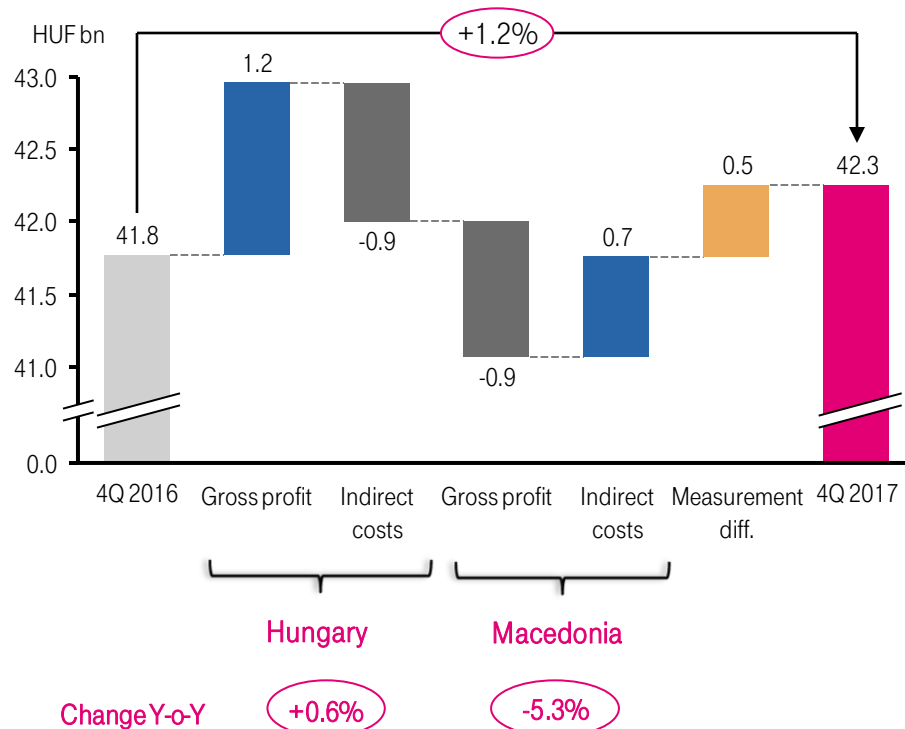 HUF bn
+1.2%
43.0
42.5
42.0
41.5
41.0
0.0
41.8
1.2
-0.9
-0.9
0.7
0.5
42.3
4Q 2016
Gross profit
Indirect
costs
Gross profit
Indirect
costs
Measurement
diff.
4Q 2017
Hungary
Macedonia
Change Y-o-Y
+0.6%
-5.3%